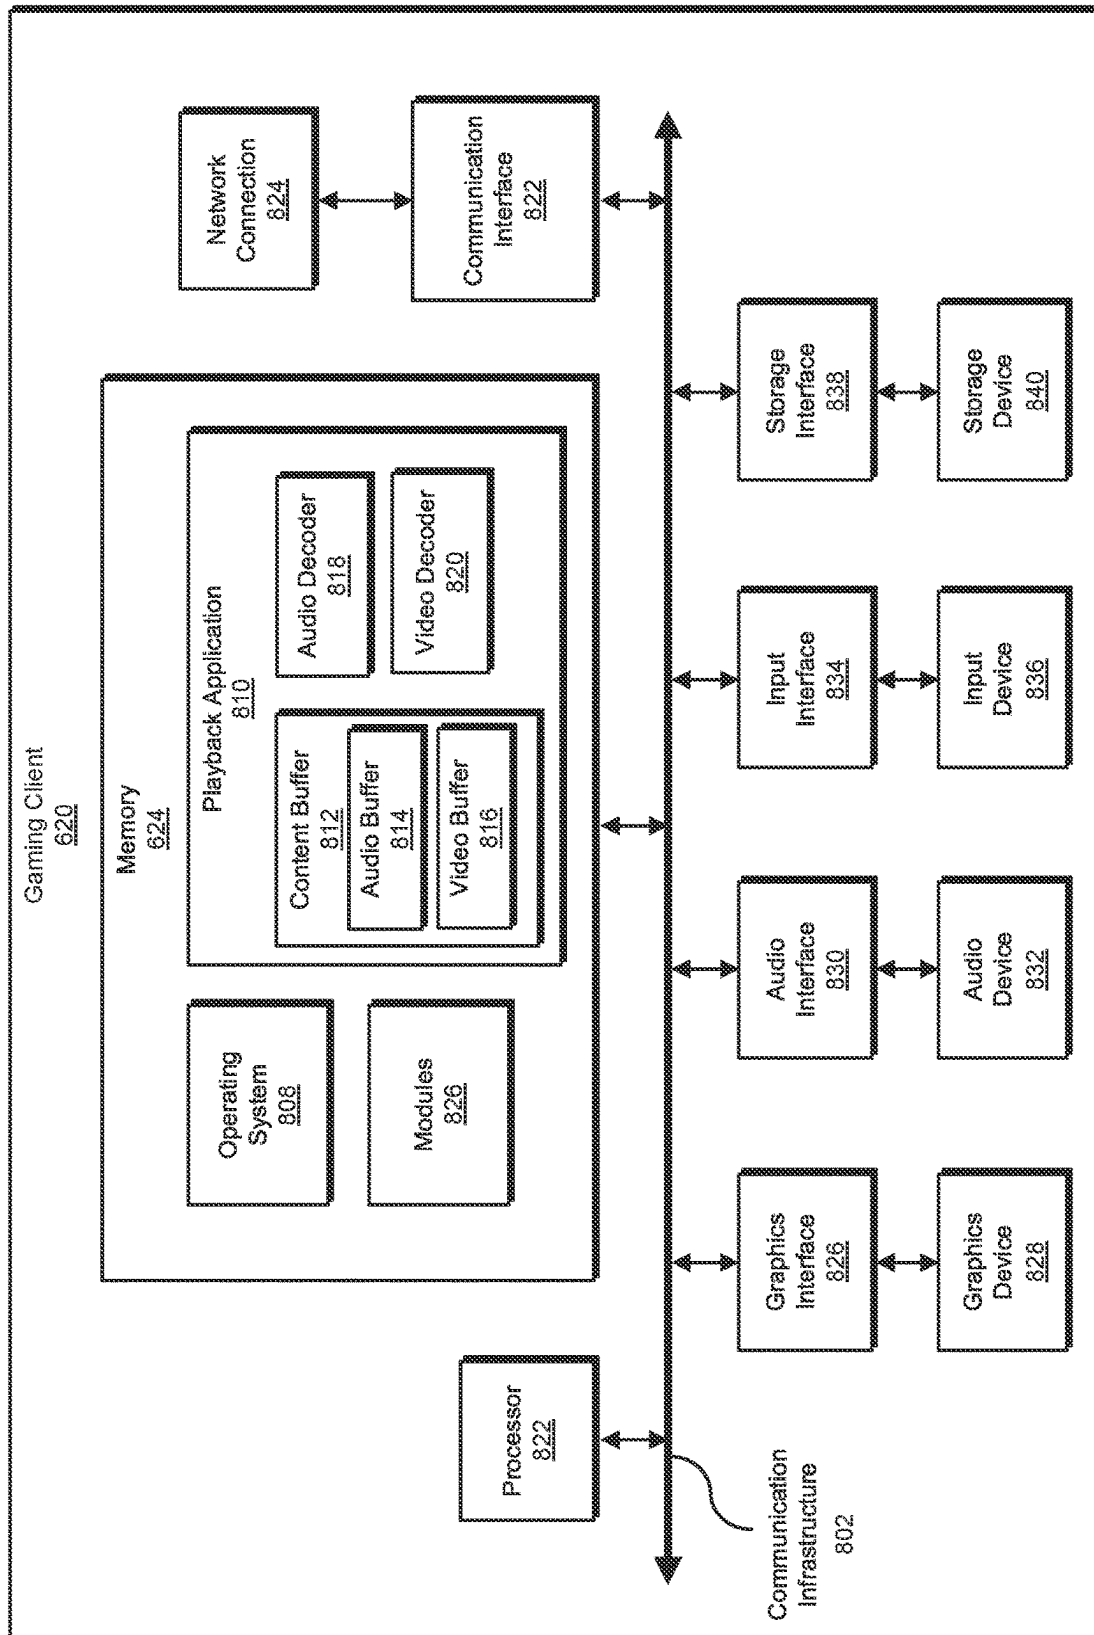 Gaming Client
620
Memory
624
Operating
System
808
Modules
826
Playback Application
810
Content Buffer
812
Audio Buffer
814
Video Buffer
816
Audio Decoder
818
Video Decoder
820
Network
Connection
824
Communication
Interface
822
Processor
822
Communication
Infrastructure
802
Graphics
Interface
826
Graphics
Device
828
Audio
Interface
830
Audio
Device
832
Input
Interface
834
Input
Device
836
Storage
Interface
838
Storage
Device
840